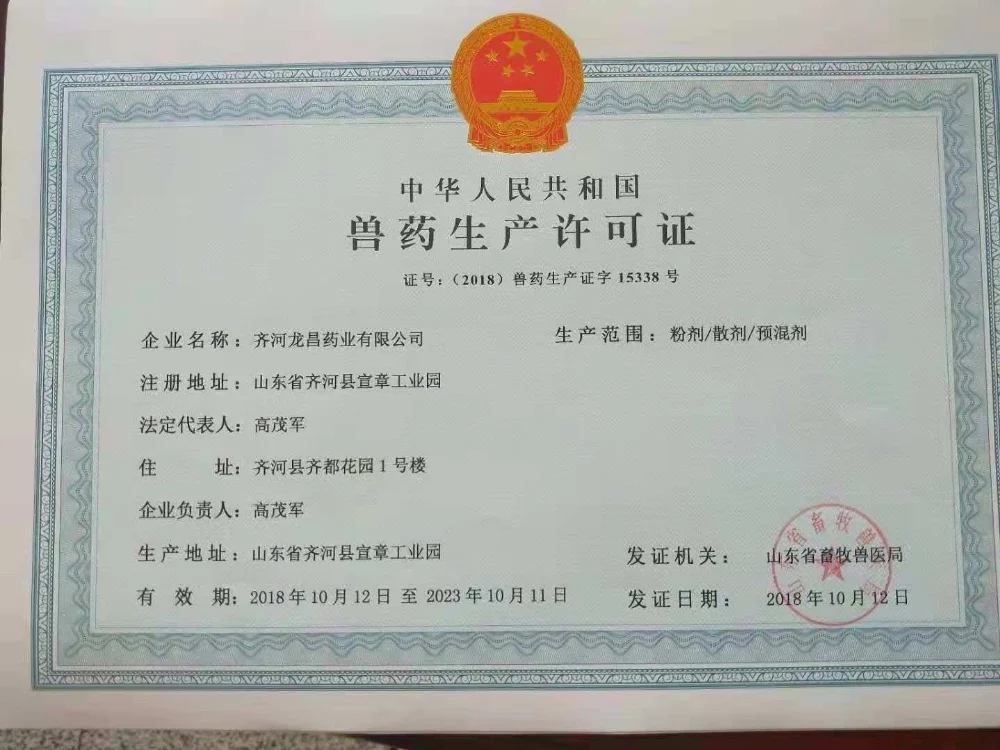 中华人民共和国
兽药生产许可证
证号：（2018）兽药生产证字 15338 号
企业名称：齐河龙昌药业有限公司
生产范围：粉剂/散剂/预混剂
注册地址：山东省齐河县宣章工业园
法定代表人：高茂军
住 址：齐河县齐都花园 1 号楼
企业负责人：高茂军
生产地址：山东省齐河县宣章工业园
有 效 期：2018 年 10 月 12 日 至 2023 年 10 月 11 日
发证机关：山东省畜牧兽医局
发证日期：2018 年 10 月 12 日
省畜牧兽